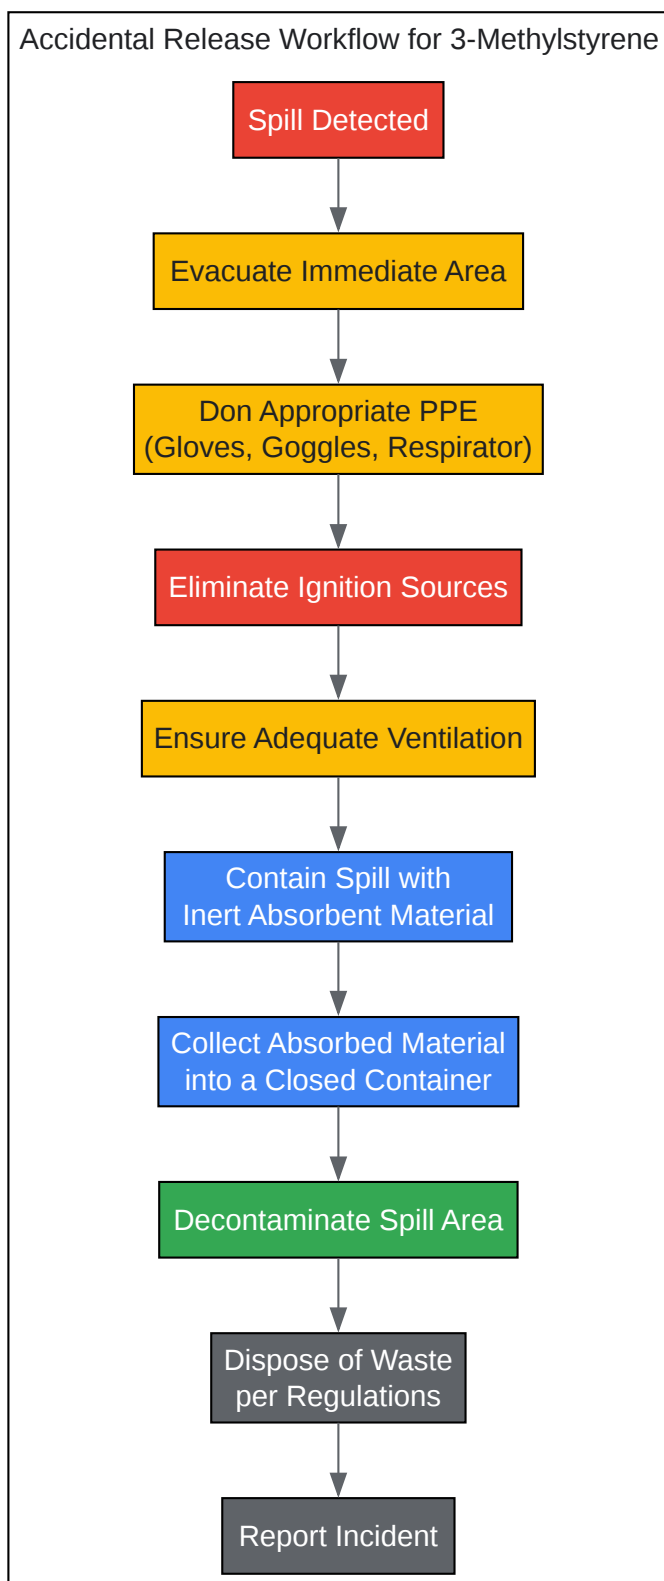 Accidental Release Workflow for 3-Methylstyrene
Spill Detected
Evacuate Immediate Area
Don Appropriate PPE
(Gloves, Goggles, Respirator)
Eliminate Ignition Sources
Ensure Adequate Ventilation
Contain Spill with
Inert Absorbent Material
Collect Absorbed Material
into a Closed Container
Decontaminate Spill Area
Dispose of Waste
per Regulations
Report Incident